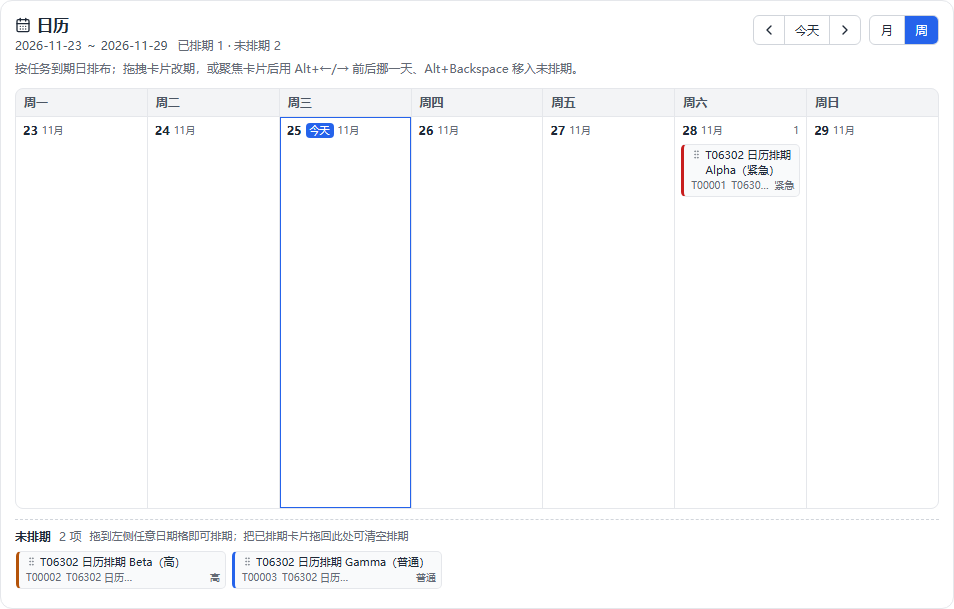 日历
2026-11-23 ~ 2026-11-29 已排期 1 · 未排期 2
今天
月 周
按任务到期日排布；拖拽卡片改期，或聚焦卡片后用 Alt+←/→ 前后挪一天、Alt+Backspace 移入未排期。
周一 周二 周三 周四 周五 周六 周日
23 11月 24 11月 25 今天 11月 26 11月 27 11月 28 11月 1 29 11月
T06302 日历排期
Alpha（紧急）
T00001 T0630... 紧急
未排期 2 项 拖到左侧任意日期格即可排期；把已排期卡片拖回此处可清空排期
T06302 日历排期 Beta（高）
T00002 T06302 日历... 高
T06302 日历排期 Gamma（普通）
T00003 T06302 日历... 普通